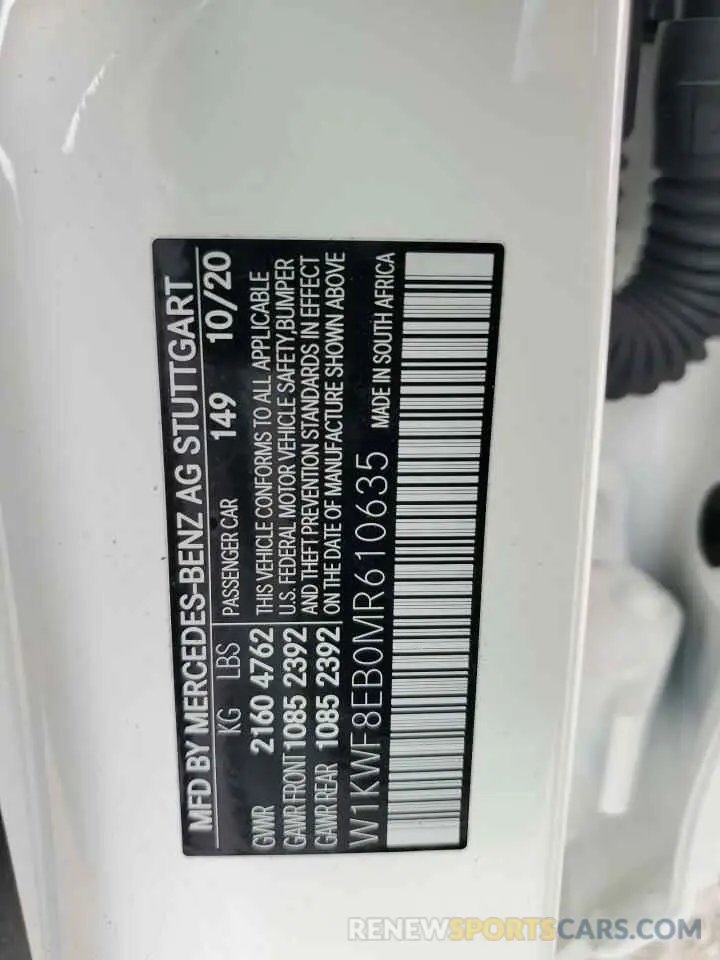 MFD BY MERCEDES-BENZ AG STUTTGART
KG LBS PASSENGER CAR 149 10/20
GVWR 2160 4762 THIS VEHICLE CONFORMS TO ALL APPLICABLE
GAWR FRONT 1085 2392 U.S. FEDERAL MOTOR VEHICLE SAFETY,BUMPER
GAWR REAR 1085 2392 AND THEFT PREVENTION STANDARDS IN EFFECT
ON THE DATE OF MANUFACTURE SHOWN ABOVE
W1KWF8EB0MR610635 MADE IN SOUTH AFRICA
RENEWSPORTSCARS.COM